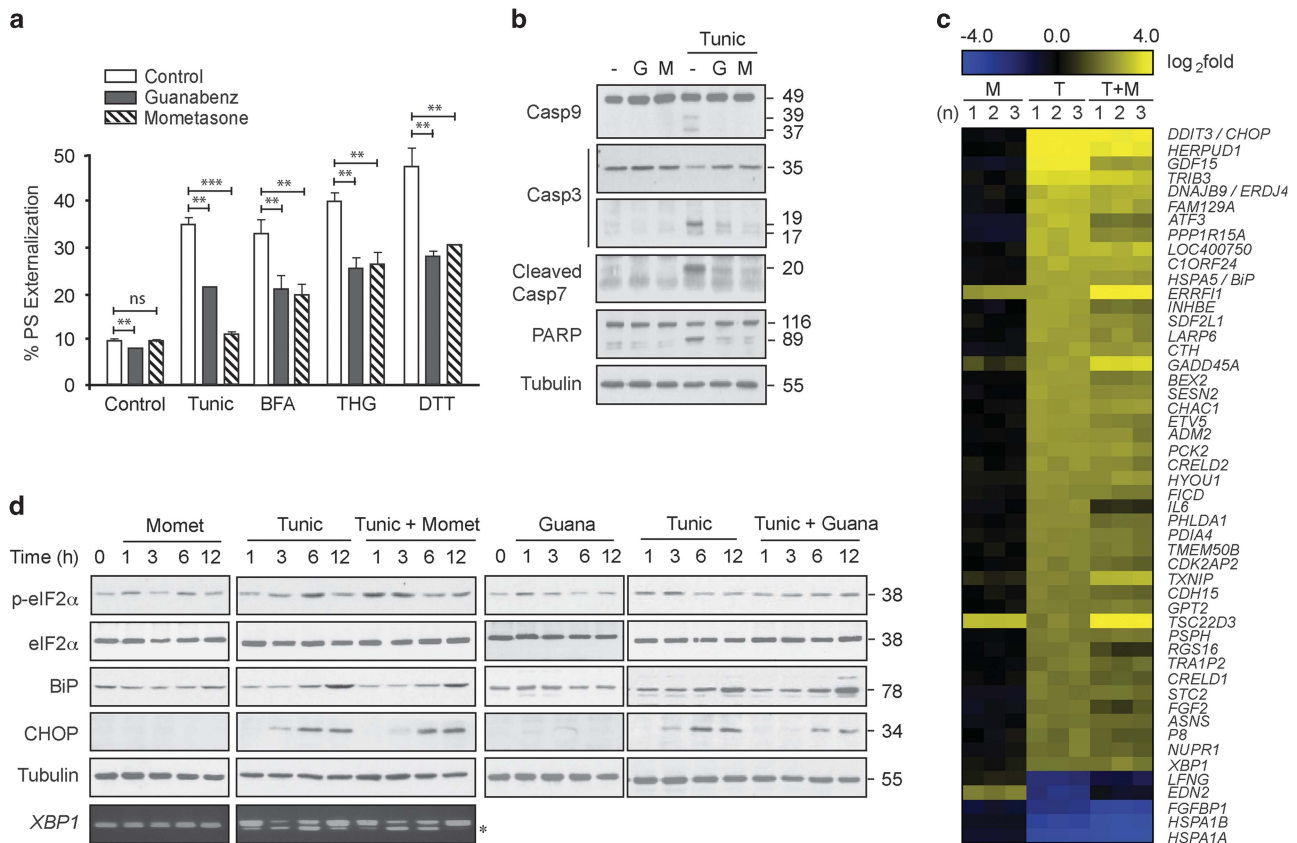 a
Control
Guanabenz
Mometasone
% PS Externalization
50
40
30
20
10
0
ns
**
**
***
**
**
**
**
**
**
Control Tunic BFA THG DTT
b
Tunic
- G M - G M
Casp9
49
39
37
Casp3
35
19
17
Cleaved
Casp7
20
PARP
116
89
Tubulin
55
c
-4.0 0.0 4.0
log2fold
M T T+M
(n) 1 2 3 1 2 3 1 2 3
DDIT3 / CHOP
HERPUD1
GDF15
TRIB3
DNAJB9 / ERDJ4
FAM129A
ATF3
PPP1R15A
LOC400750
C1ORF24
HSPA5 / BiP
ERRFI1
INHBE
SDF2L1
LARP6
CTH
GADD45A
BEX2
SESN2
CHAC1
ETV5
ADM2
PCK2
CRELD2
HYOU1
FICD
IL6
PHLDA1
PDIA4
TMEM50B
CDK2AP2
TXNIP
CDH15
GPT2
TSC22D3
PSPH
RGS16
TRA1P2
CRELD1
STC2
FGF2
ASNS
P8
NUPR1
XBP1
LFNG
EDN2
FGFBP1
HSPA1B
HSPA1A
d
Momet Tunic Tunic + Momet Guana Tunic Tunic + Guana
Time (h) 0 1 3 6 12 1 3 6 12 1 3 6 12 0 1 3 6 12 1 3 6 12 1 3 6 12
p-eIF2α 38
eIF2α 38
BiP 78
CHOP 34
Tubulin 55
XBP1 *